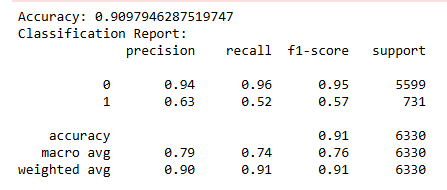 Accuracy: 0.9097946287519747
Classification Report:
precision recall f1-score support
0 0.94 0.96 0.95 5599
1 0.63 0.52 0.57 731
accuracy 0.91 6330
macro avg 0.79 0.74 0.76 6330
weighted avg 0.90 0.91 0.91 6330